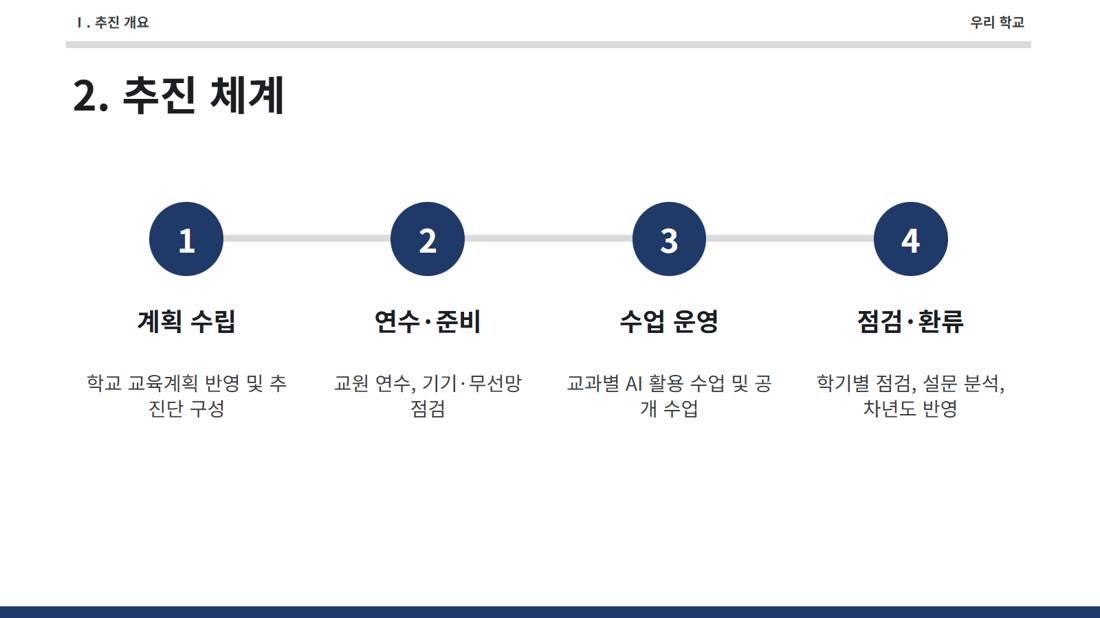 Ⅰ. 추진 개요
우리 학교
2. 추진 체계
1
2
3
4
계획 수립
연수·준비
수업 운영
점검·환류
학교 교육계획 반영 및 추
진단 구성
교원 연수, 기기·무선망
점검
교과별 AI 활용 수업 및 공
개 수업
학기별 점검, 설문 분석,
차년도 반영